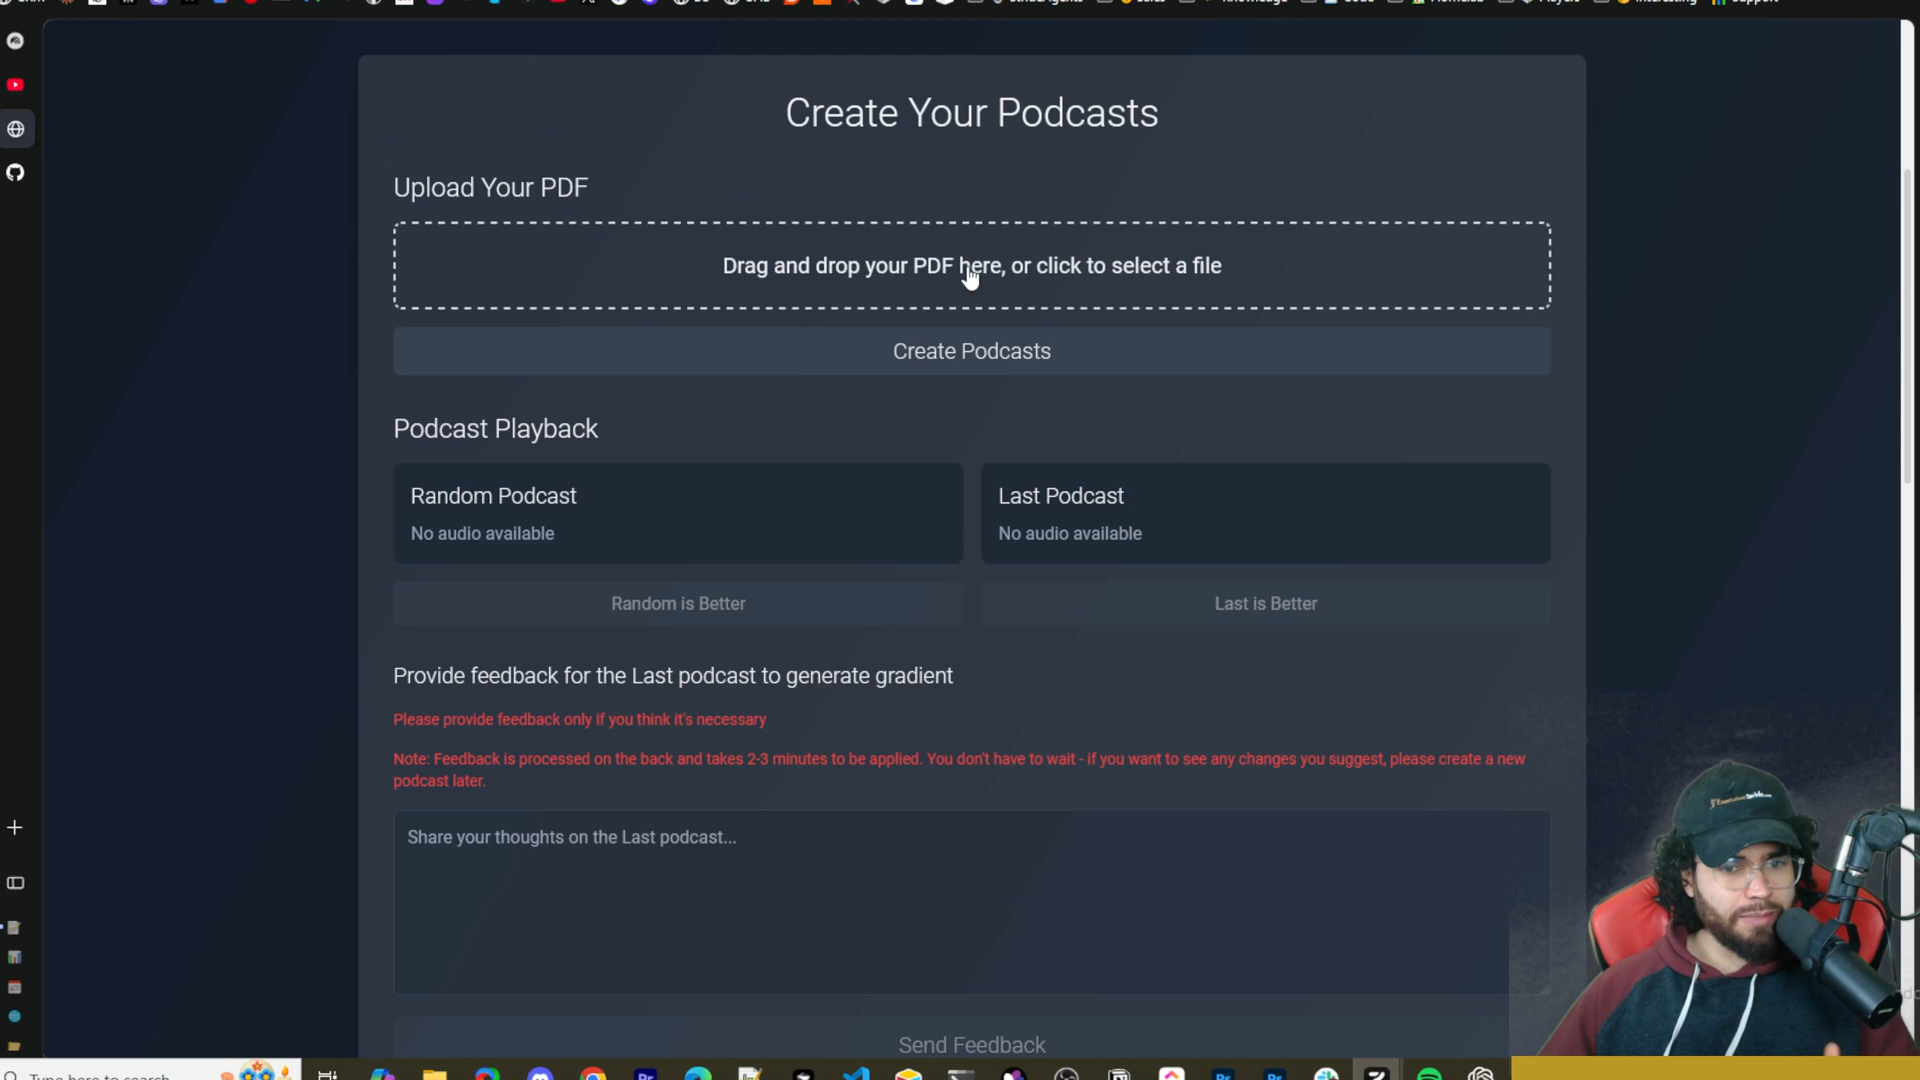 Create Your Podcasts
Upload Your PDF
Drag and drop your PDF here, or click to select a file
Create Podcasts
Podcast Playback
Random Podcast
No audio available
Last Podcast
No audio available
Random is Better
Last is Better
Provide feedback for the Last podcast to generate gradient
Please provide feedback only if you think it's necessary
Note: Feedback is processed on the back and takes 2-3 minutes to be applied. You don't have to wait - if you want to see any changes you suggest, please create a new
podcast later.
Share your thoughts on the Last podcast...
Send Feedback
Type here to search